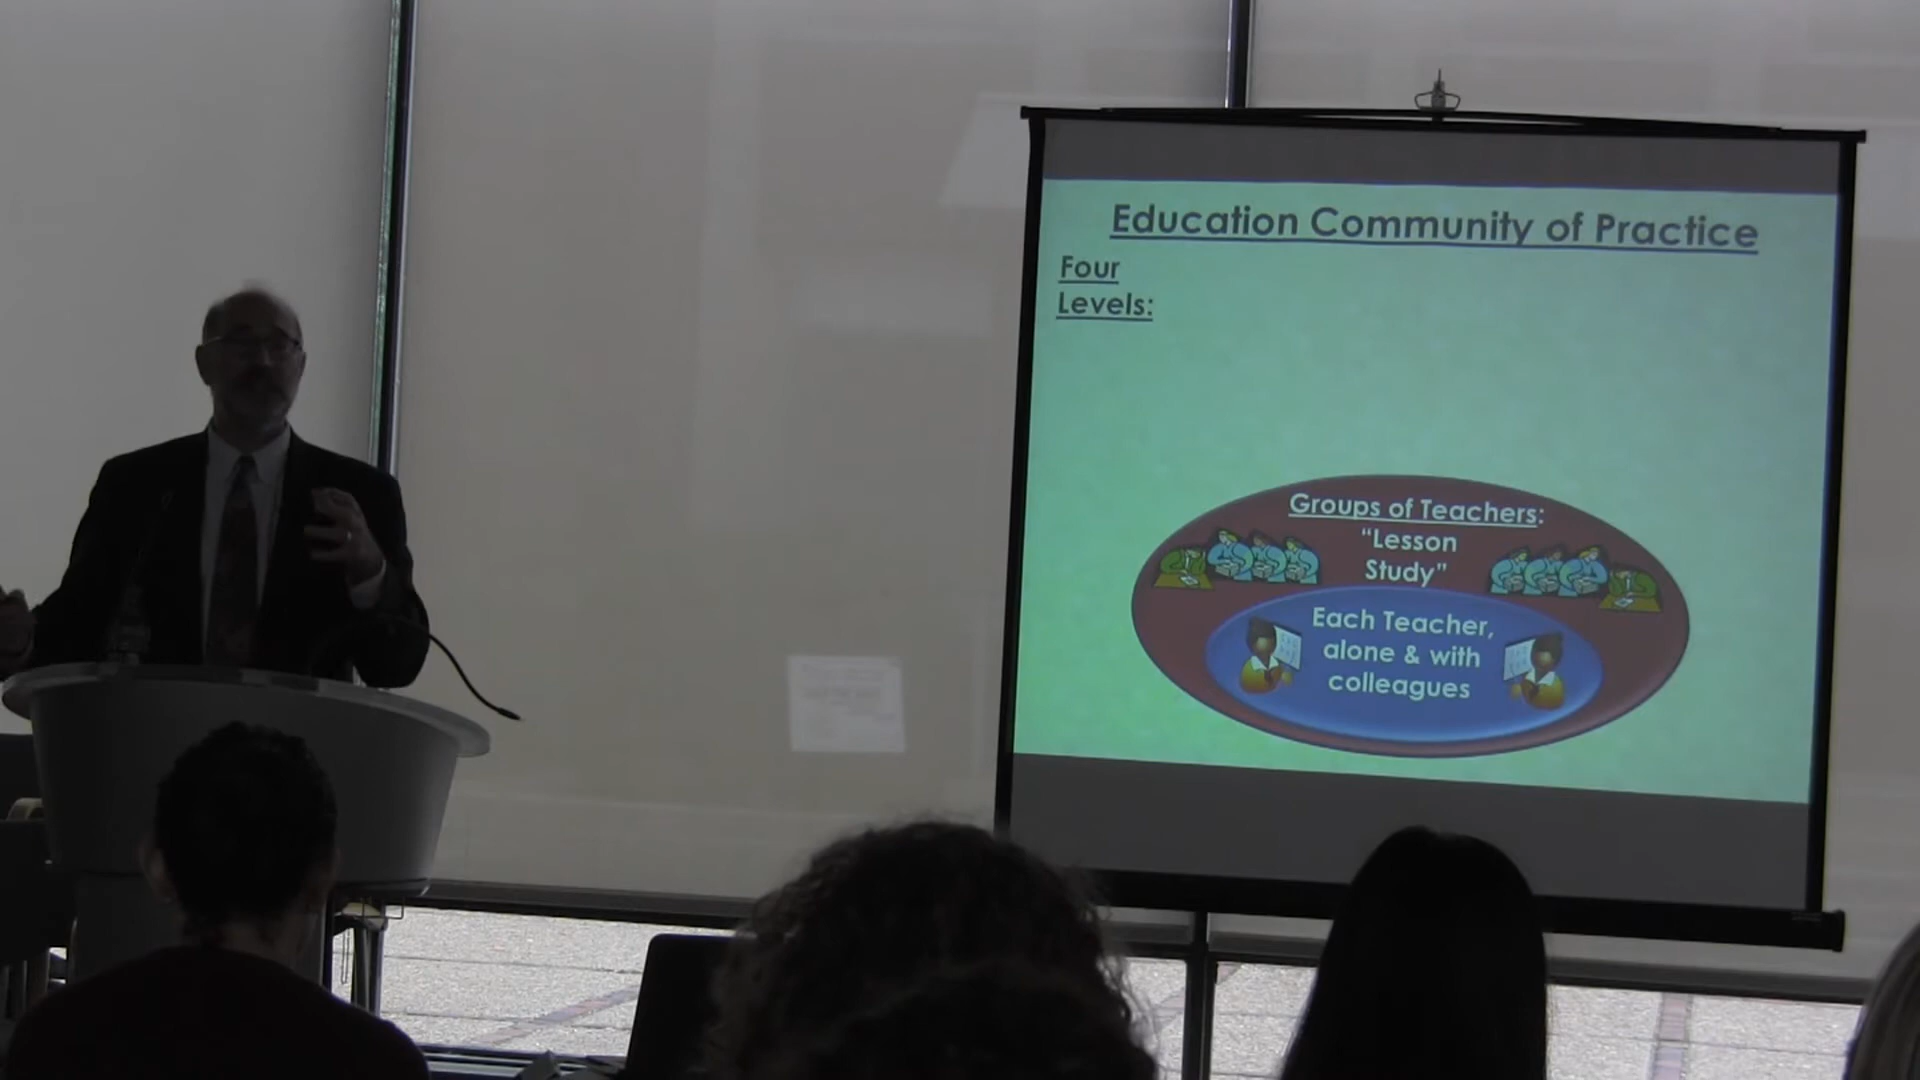 Education Community of Practice
Four
Levels:
Groups of Teachers:
“Lesson
Study”
Each Teacher,
alone & with
colleagues